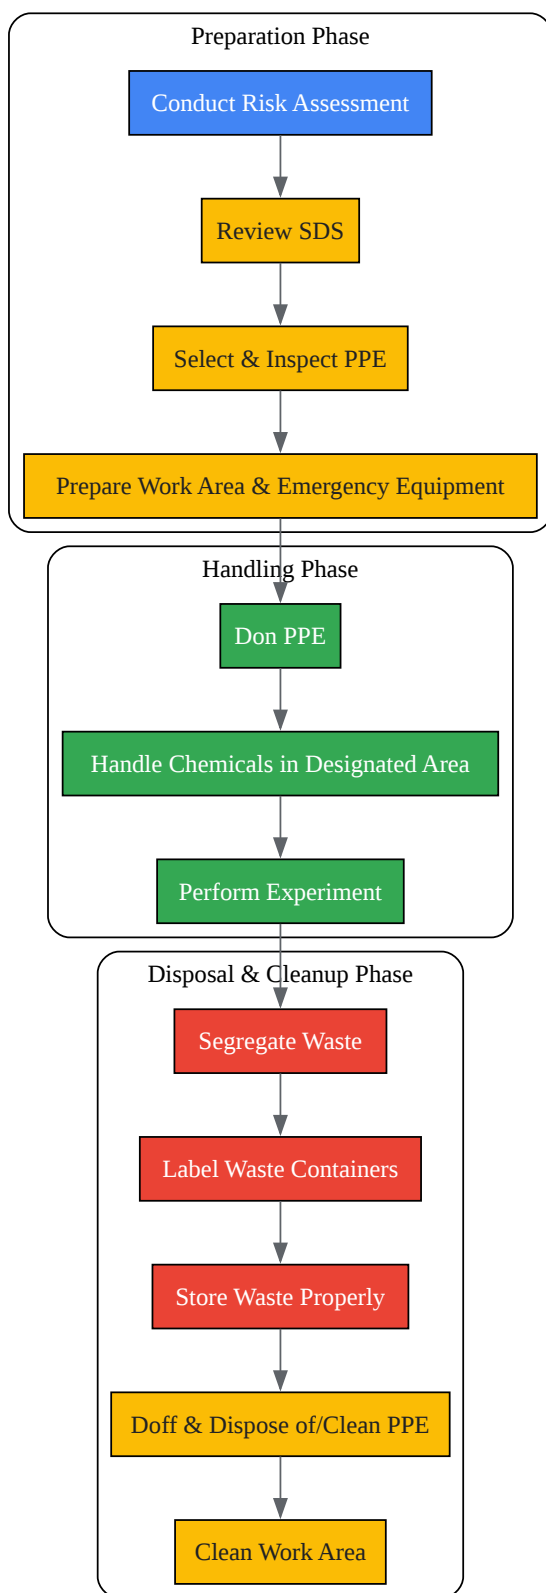 Preparation Phase
Conduct Risk Assessment
Review SDS
Select & Inspect PPE
Prepare Work Area & Emergency Equipment
Handling Phase
Don PPE
Handle Chemicals in Designated Area
Perform Experiment
Disposal & Cleanup Phase
Segregate Waste
Label Waste Containers
Store Waste Properly
Doff & Dispose of/Clean PPE
Clean Work Area